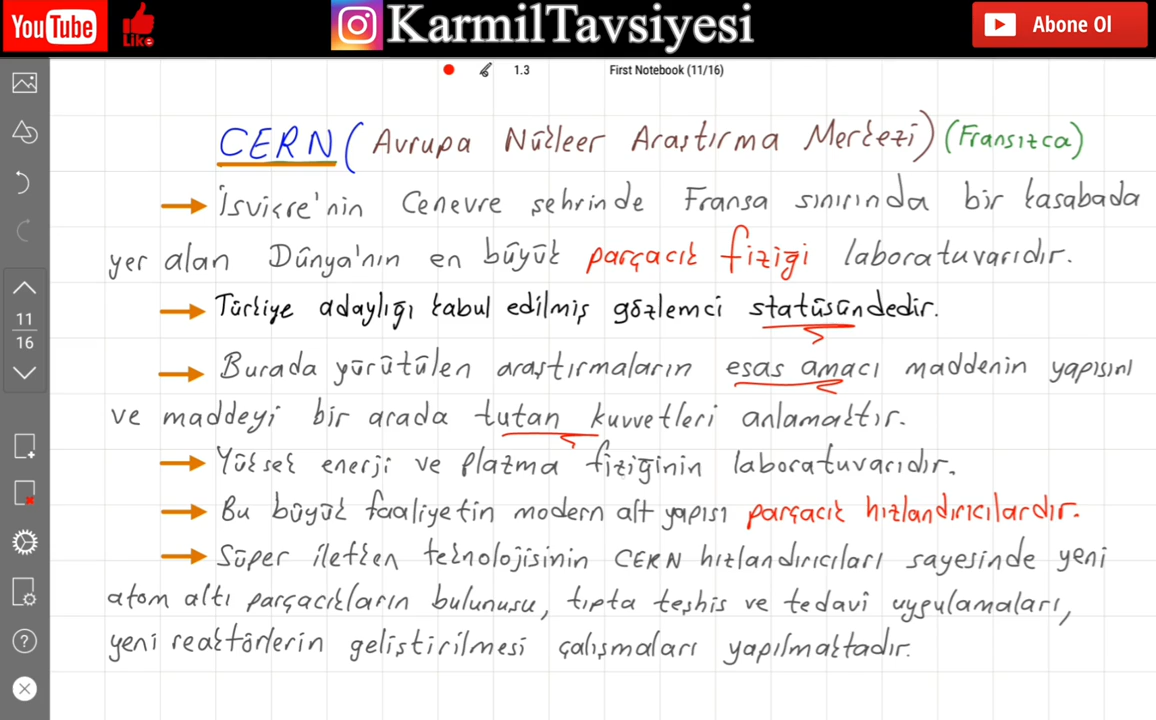 YouTube Like KarmilTavsiyesi Abone Ol
1.3 First Notebook (11/16)
CERN (Avrupa Nükleer Araştırma Merkezi) (Fransızca)
İsviçre'nin Cenevre şehrinde Fransa sınırında bir kasabada
yer alan Dünya'nın en büyük parçacık fiziği laboratuvarıdır.
Türkiye adaylığı kabul edilmiş gözlemci statüsündedir.
Burada yürütülen araştırmaların esas amacı maddenin yapısını
ve maddeyi bir arada tutan kuvvetleri anlamaktır.
Yüksek enerji ve plazma fiziğinin laboratuvarıdır.
Bu büyük faaliyetin modern alt yapısı parçacık hızlandırıcılardır.
Süper iletken teknolojisinin CERN hızlandırıcıları sayesinde yeni
atom altı parçacıkların bulunusu, tıpta teşhis ve tedavi uygulamaları,
yeni reaktörlerin geliştirilmesi çalışmaları yapılmaktadır.
11
16